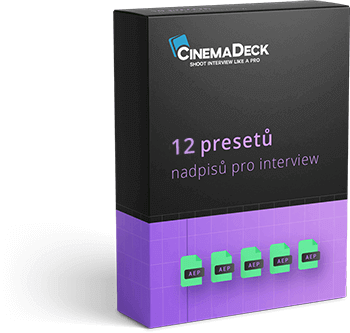 CINEMADECK
SHOOT INTERVIEW LIKE A PRO
12 presetů
nadpisů pro interview
AEP
AEP
AEP
AEP
AEP